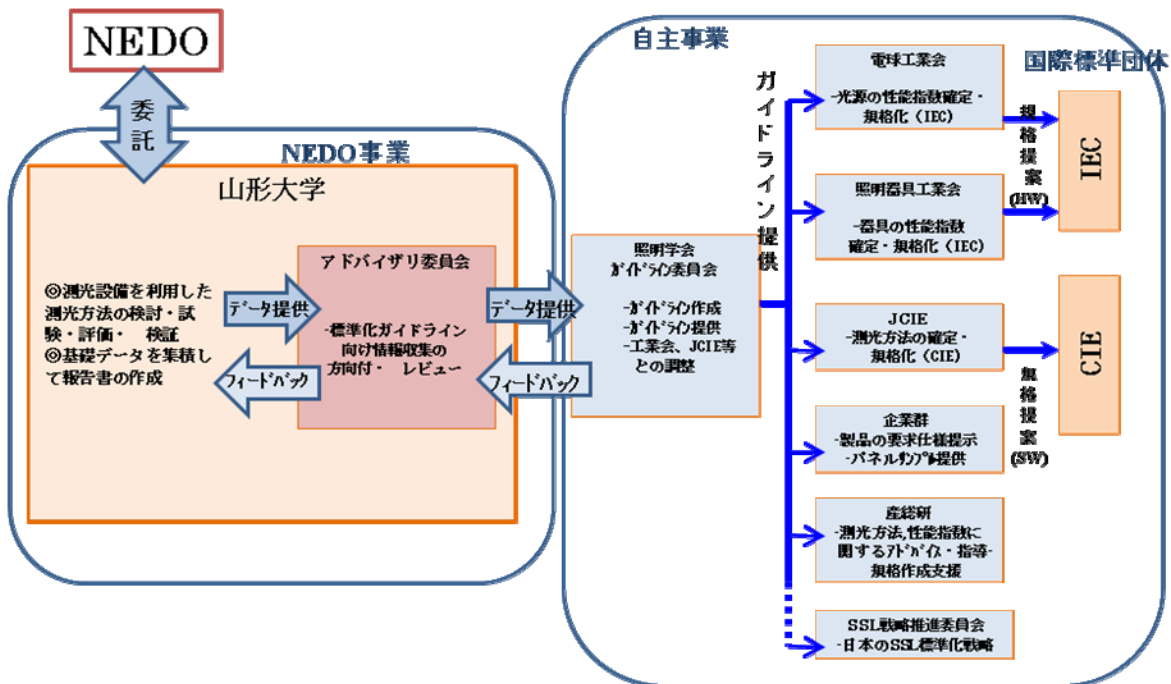 NEDO
委託
NEDO事業
山形大学
◎測光設備を利用した
測光方法の検討・試
験・評価・ 検証
◎基礎データを集積し
て報告書の作成
データ提供
フィードバック
アドバイザリ委員会
-標準化ガイドライン
向け情報収集の
方向付・ レビュー
データ提供
フィードバック
自主事業
照明学会
ガイドライン委員会
-ガイドライン作成
-ガイドライン提供
-工業会、JCIE等
との調整
ガイドライン提供
電球工業会
-光源の性能指数確定・
規格化（IEC）
照明器具工業会
-器具の性能指数
確定・規格化（IEC）
JCIE
-測光方法の確定・
規格化（CIE）
企業群
-製品の要求仕様提示
-パネルサンプル提供
産総研
-測光方法,性能指数に
関するアドバイス・指導-
規格作成支援
SSL戦略推進委員会
-日本のSSL標準化戦略
国際標準団体
規格提案
(HW)
IEC
規格提案
(SW)
CIE